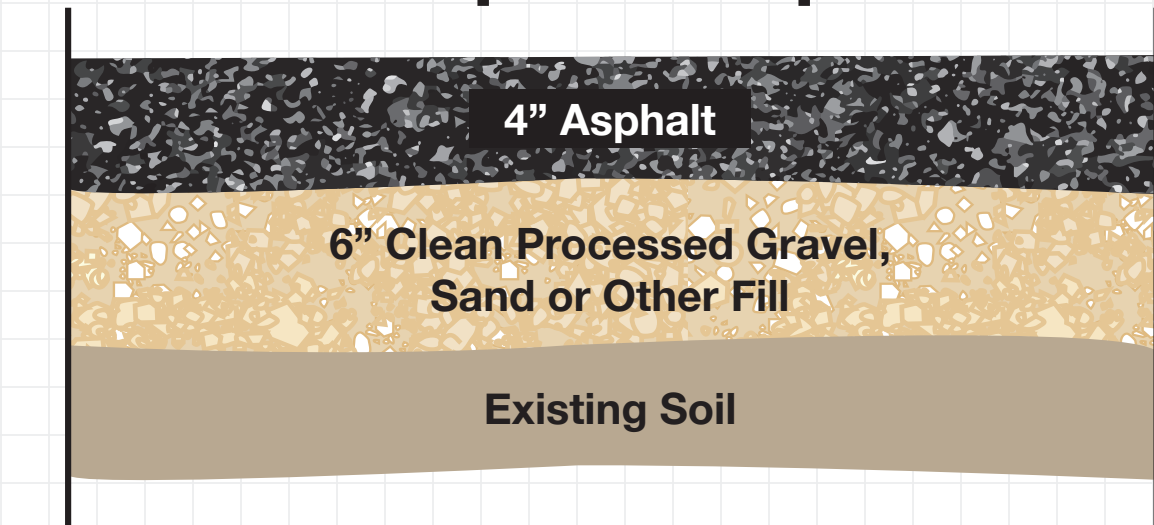 4” Asphalt
6” Clean Processed Gravel,
Sand or Other Fill
Existing Soil